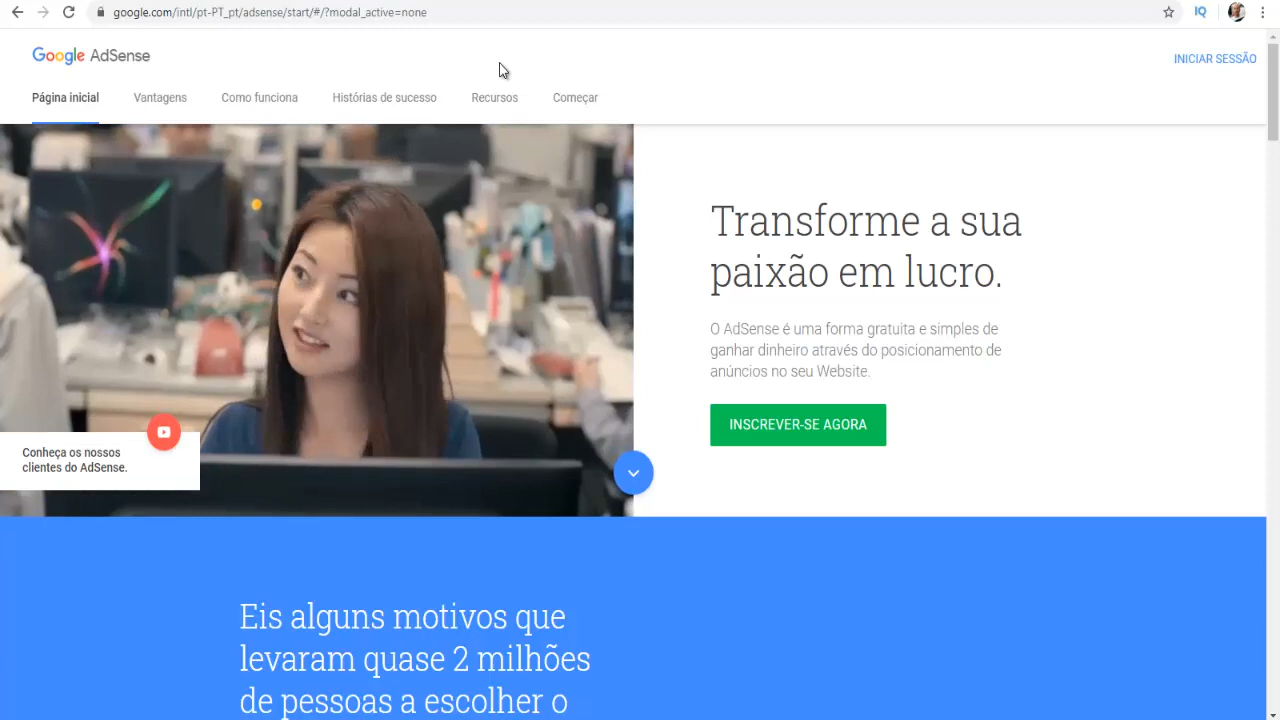 google.com/intl/pt-PT_pt/adsense/start/#/?modal_active=none
IQ
Google AdSense
INICIAR SESSÃO
Página inicial
Vantagens
Como funciona
Histórias de sucesso
Recursos
Começar
Transforme a sua
paixão em lucro.
O AdSense é uma forma gratuita e simples de
ganhar dinheiro através do posicionamento de
anúncios no seu Website.
INSCREVER-SE AGORA
Conheça os nossos
clientes do AdSense.
Eis alguns motivos que
levaram quase 2 milhões
de pessoas a escolher o